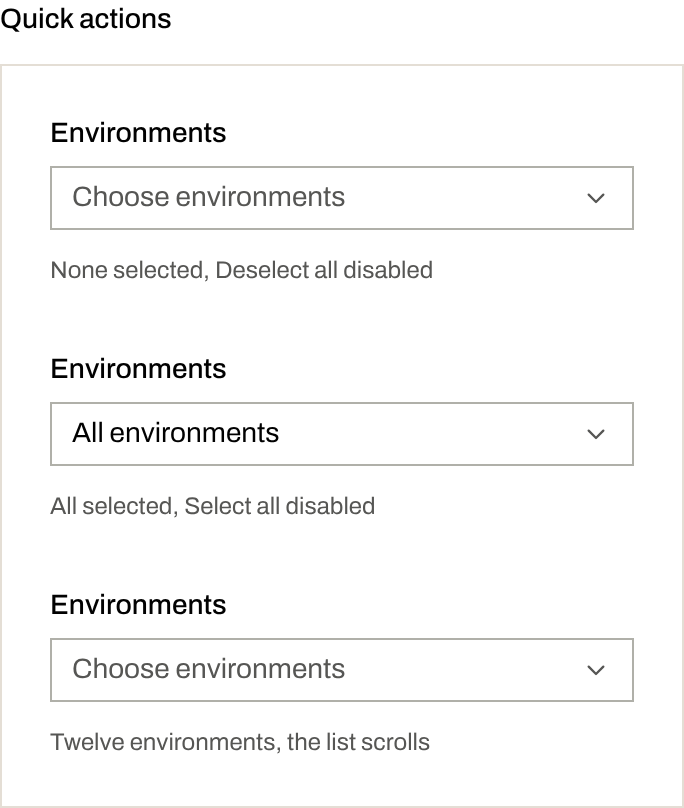 Quick actions
Environments
Choose environments
None selected, Deselect all disabled
Environments
All environments
All selected, Select all disabled
Environments
Choose environments
Twelve environments, the list scrolls